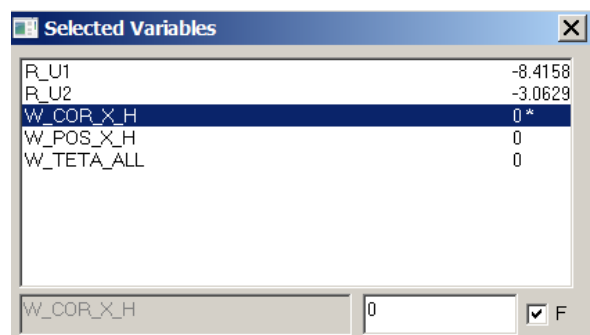 Selected Variables
R_U1 -8.4158
R_U2 -3.0629
W_COR_X_H 0 *
W_POS_X_H 0
W_TETA_ALL 0
W_COR_X_H 0 F